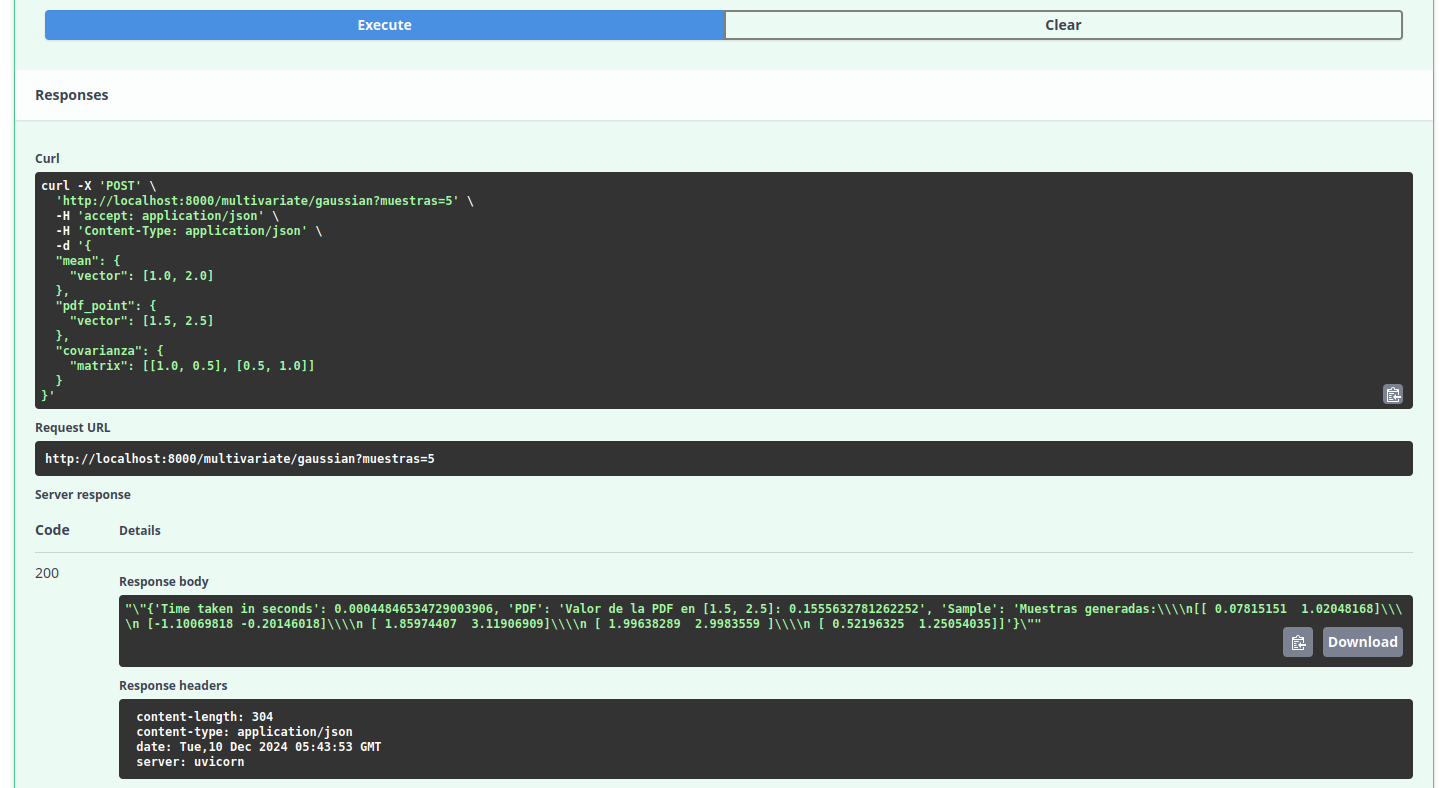 Execute
Clear
Responses
Curl
curl -X 'POST' \
  'http://localhost:8000/multivariate/gaussian?muestras=5' \
  -H 'accept: application/json' \
  -H 'Content-Type: application/json' \
  -d '{
  "mean": {
    "vector": [1.0, 2.0]
  },
  "pdf_point": {
    "vector": [1.5, 2.5]
  },
  "covarianza": {
    "matrix": [[1.0, 0.5], [0.5, 1.0]]
  }
}'
Request URL
http://localhost:8000/multivariate/gaussian?muestras=5
Server response
Code
Details
200
Response body
"\"{'Time taken in seconds': 0.00044846534729003906, 'PDF': 'Valor de la PDF en [1.5, 2.5]: 0.1555632781262252', 'Sample': 'Muestras generadas:\\\\n[[ 0.07815151  1.02048168]\\\
\n [-1.10069818 -0.20146018]\\\\n [ 1.85974407  3.11906909]\\\\n [ 1.99638289  2.9983559 ]\\\\n [ 0.52196325  1.25054035]]'}\""
Download
Response headers
content-length: 304
content-type: application/json
date: Tue,10 Dec 2024 05:43:53 GMT
server: uvicorn